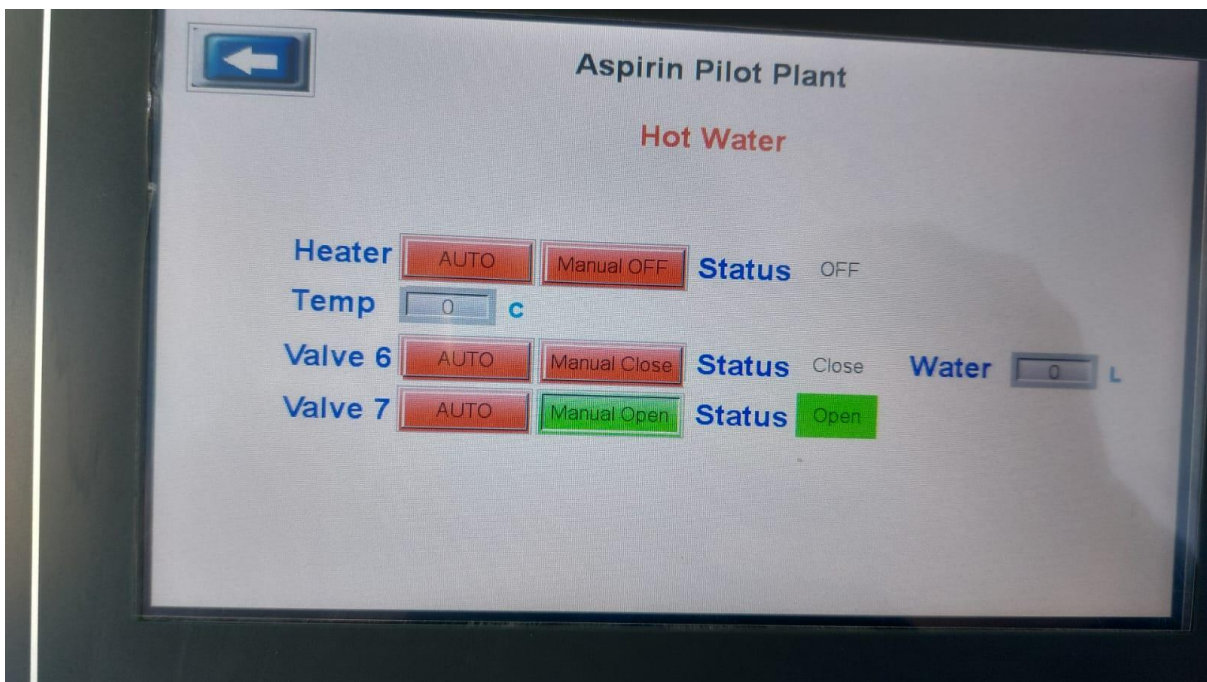 Aspirin Pilot Plant
Hot Water
Heater AUTO Manual OFF Status OFF
Temp 0 C
Valve 6 AUTO Manual Close Status Close Water 0 L
Valve 7 AUTO Manual Open Status Open